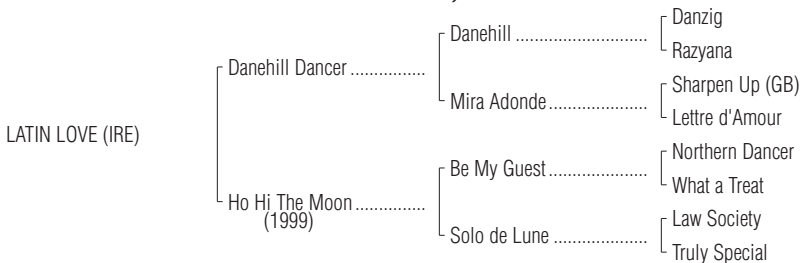 Danzig
Danehill ............................
Razyana
Danehill Dancer ................
Sharpen Up (GB)
Mira Adonde.....................
Lettre d'Amour
LATIN LOVE (IRE)
Northern Dancer
Be My Guest......................
What a Treat
Ho Hi The Moon ...............
(1999)
Law Society
Solo de Lune ....................
Truly Special